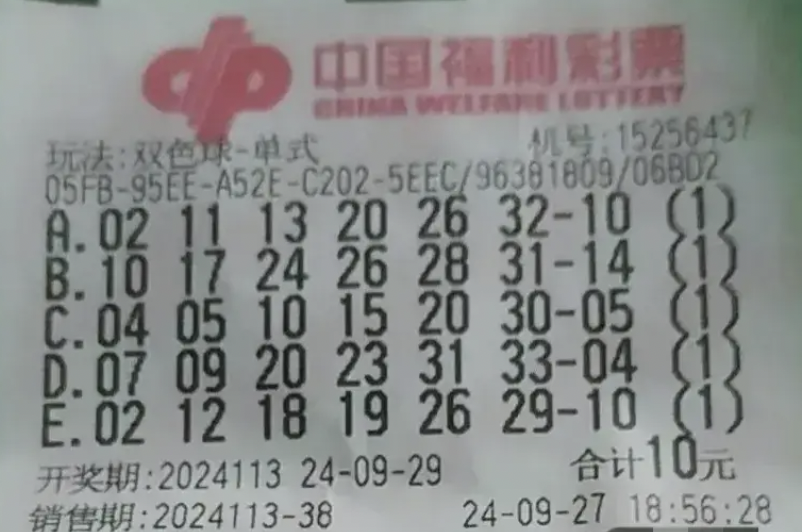 中国福利彩票
CHINA WELFARE LOTTERY
玩法:双色球-单式 机号:15256437
05FB-95EE-A52E-C202-5EEC/96381809/06BD2
A.02 11 13 20 26 32-10 (1)
B.10 17 24 26 28 31-14 (1)
C.04 05 10 15 20 30-05 (1)
D.07 09 20 23 31 33-04 (1)
E.02 12 18 19 26 29-10 (1)
开奖期:2024113 24-09-29 合计10元
销售期:2024113-38 24-09-27 18:56:28